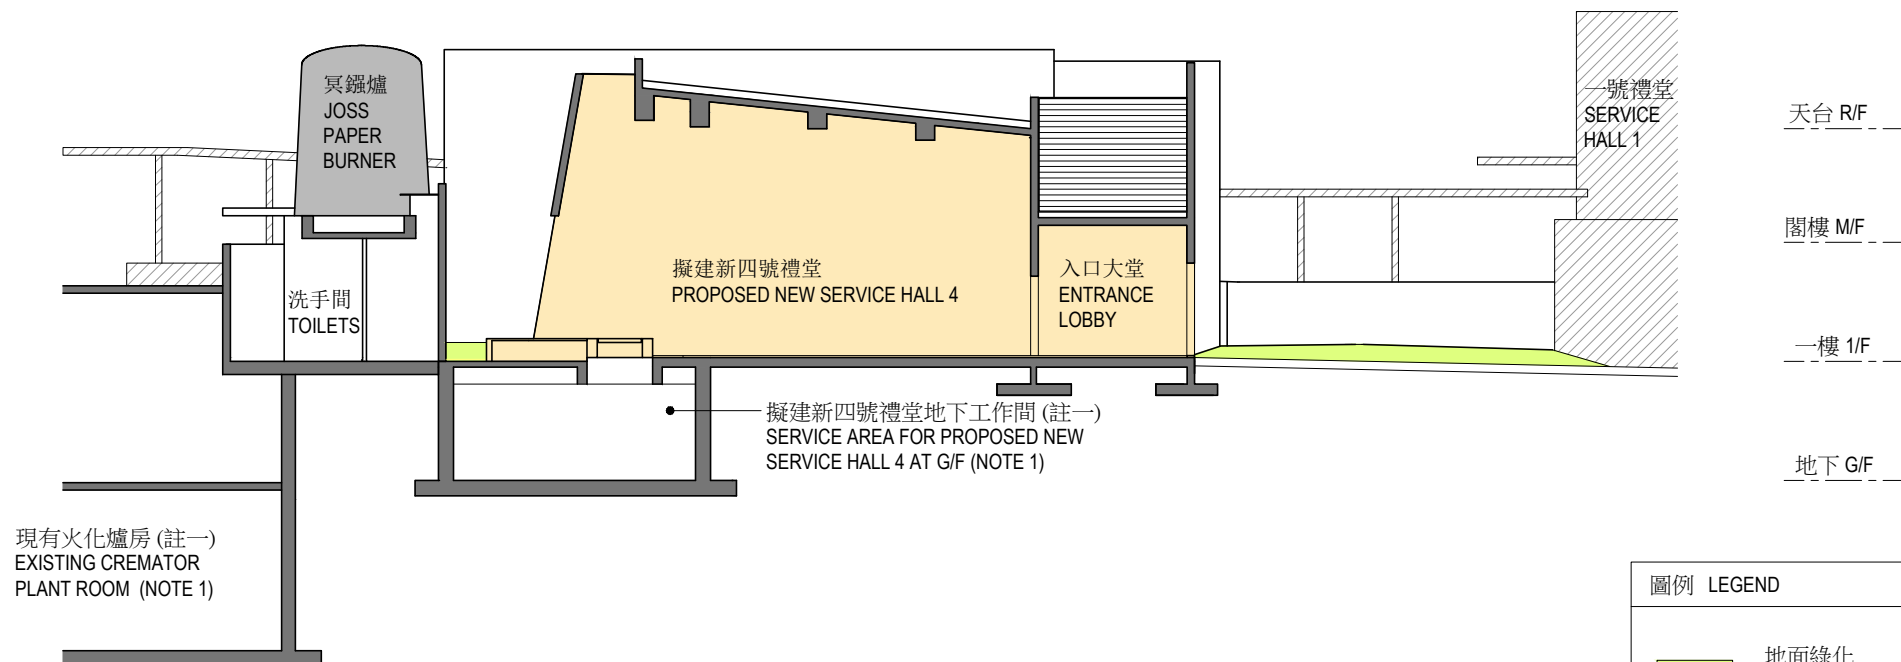 冥鏹爐
JOSS
PAPER
BURNER
一號禮堂
SERVICE
HALL 1
天台 R/F
閣樓 M/F
洗手間
TOILETS
擬建新四號禮堂
PROPOSED NEW SERVICE HALL 4
入口大堂
ENTRANCE
LOBBY
一樓 1/F
擬建新四號禮堂地下工作間 (註一)
SERVICE AREA FOR PROPOSED NEW
SERVICE HALL 4 AT G/F (NOTE 1)
地下 G/F
現有火化爐房 (註一)
EXISTING CREMATOR
PLANT ROOM (NOTE 1)
圖例 LEGEND
地面綠化